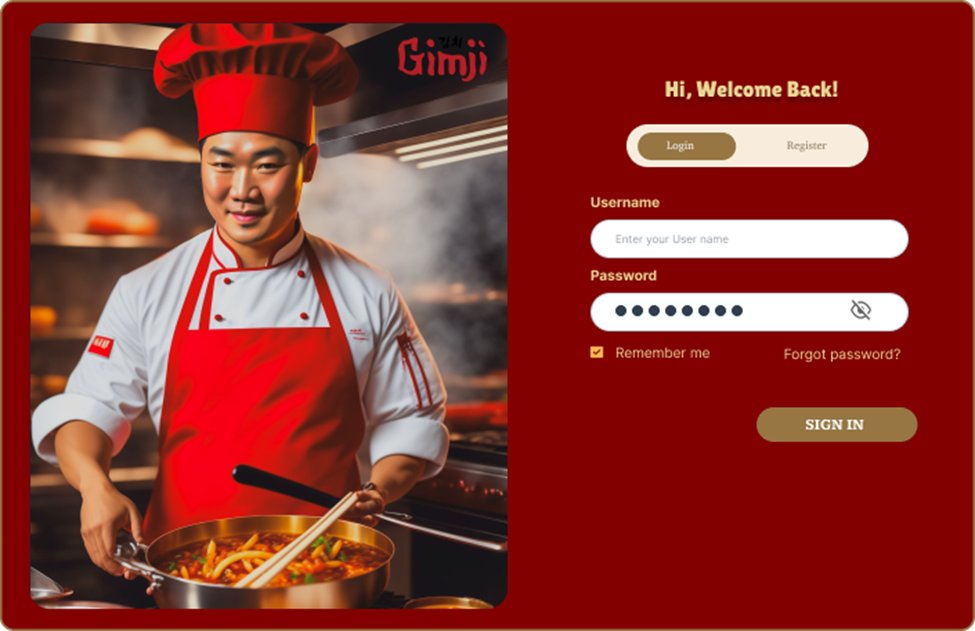 김치
Gimji
Hi, Welcome Back!
Login Register
Username
Enter your User name
Password
Remember me Forgot password?
SIGN IN